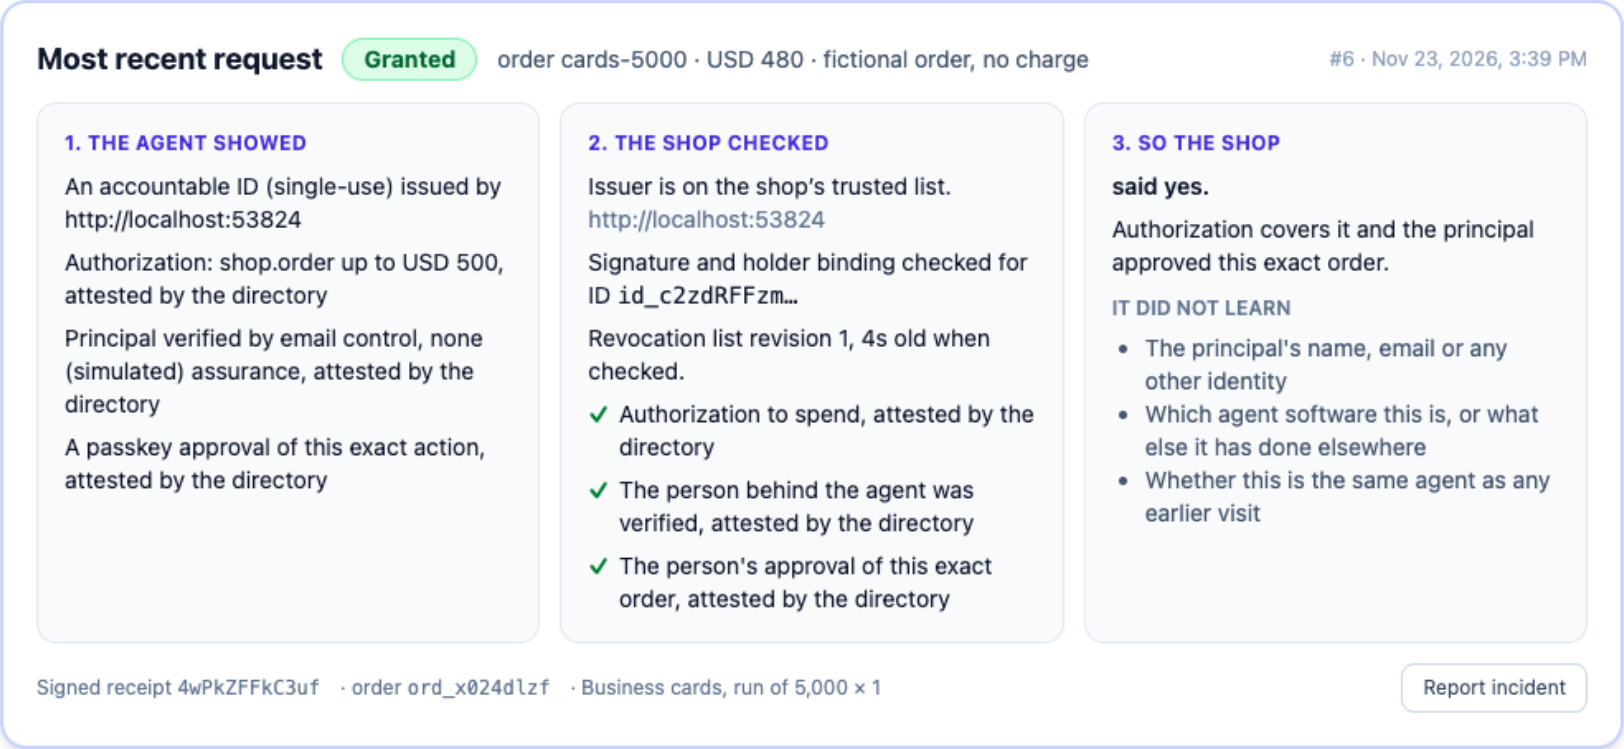 Most recent request
Granted
order cards-5000 · USD 480 · fictional order, no charge
#6 · Nov 23, 2026, 3:39 PM
1. THE AGENT SHOWED
An accountable ID (single-use) issued by
http://localhost:53824
Authorization: shop.order up to USD 500,
attested by the directory
Principal verified by email control, none
(simulated) assurance, attested by the
directory
A passkey approval of this exact action,
attested by the directory
2. THE SHOP CHECKED
Issuer is on the shop’s trusted list.
http://localhost:53824
Signature and holder binding checked for
ID id_c2zdRFFzm…
Revocation list revision 1, 4s old when
checked.
✓ Authorization to spend, attested by the
directory
✓ The person behind the agent was
verified, attested by the directory
✓ The person's approval of this exact
order, attested by the directory
3. SO THE SHOP
said yes.
Authorization covers it and the principal
approved this exact order.
IT DID NOT LEARN
• The principal's name, email or any
other identity
• Which agent software this is, or what
else it has done elsewhere
• Whether this is the same agent as any
earlier visit
Signed receipt 4wPkZFFkC3uf · order ord_x024dlzf · Business cards, run of 5,000 × 1
Report incident